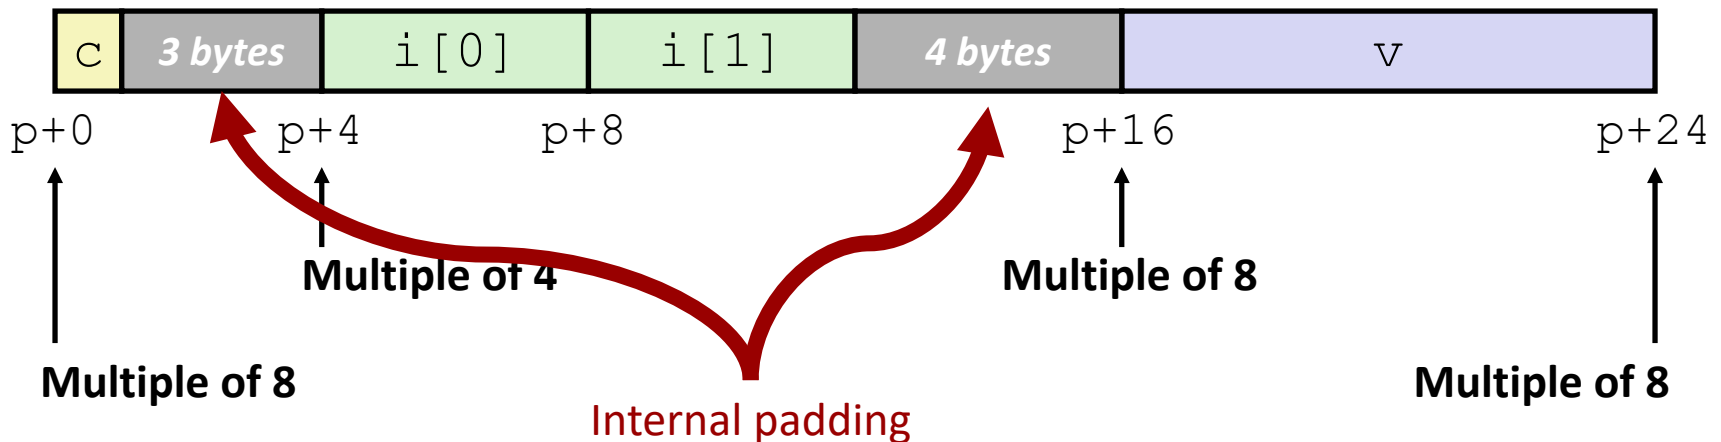 c 3 bytes i[0] i[1] 4 bytes v
p+0 p+4 p+8 p+16 p+24
Multiple of 4 Multiple of 8
Multiple of 8 Multiple of 8
Internal padding